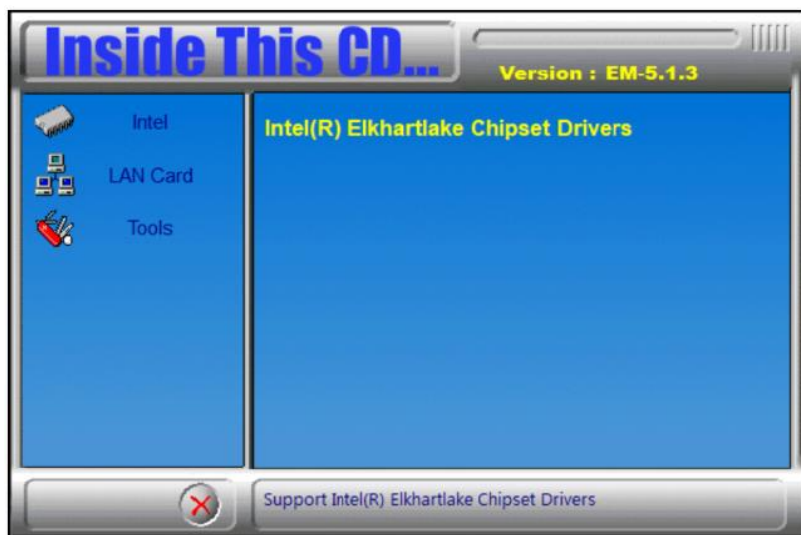 Inside This CD...
Version : EM-5.1.3
Intel
LAN Card
Tools
Intel(R) Elkhartlake Chipset Drivers
Support Intel(R) Elkhartlake Chipset Drivers